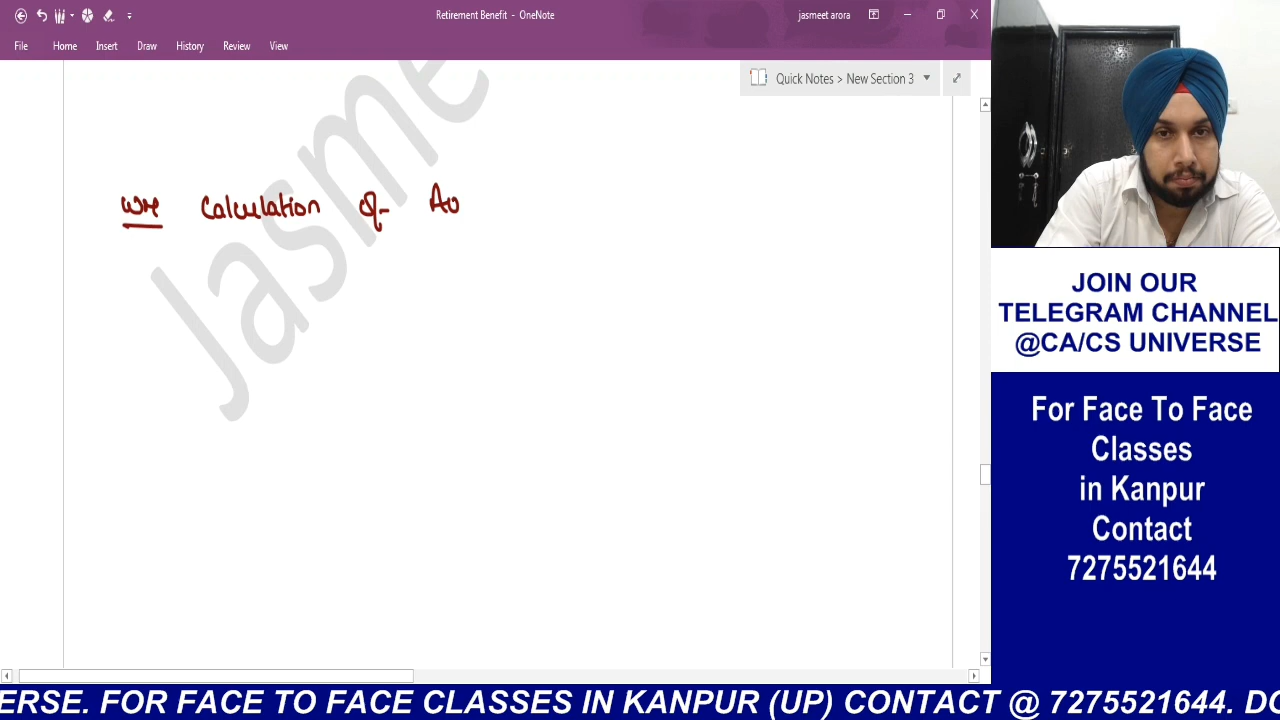 Retirement Benefit - OneNote
jasmeet arora
File Home Insert Draw History Review View
Quick Notes > New Section 3
Jasme
Calculation of Av
JOIN OUR
TELEGRAM CHANNEL
@CA/CS UNIVERSE
For Face To Face
Classes
in Kanpur
Contact
7275521644
ERSE. FOR FACE TO FACE CLASSES IN KANPUR (UP) CONTACT @ 7275521644. DO